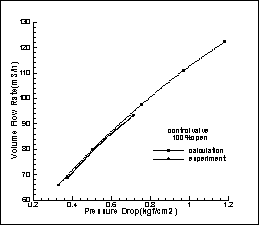 130
120
110
100
90
80
70
60
Volume Flow Rate(m3/h)
control valve
100%open
calculation
experiment
0.2 0.4 0.6 0.8 1 1.2
Pressure Drop(kgf/cm2)